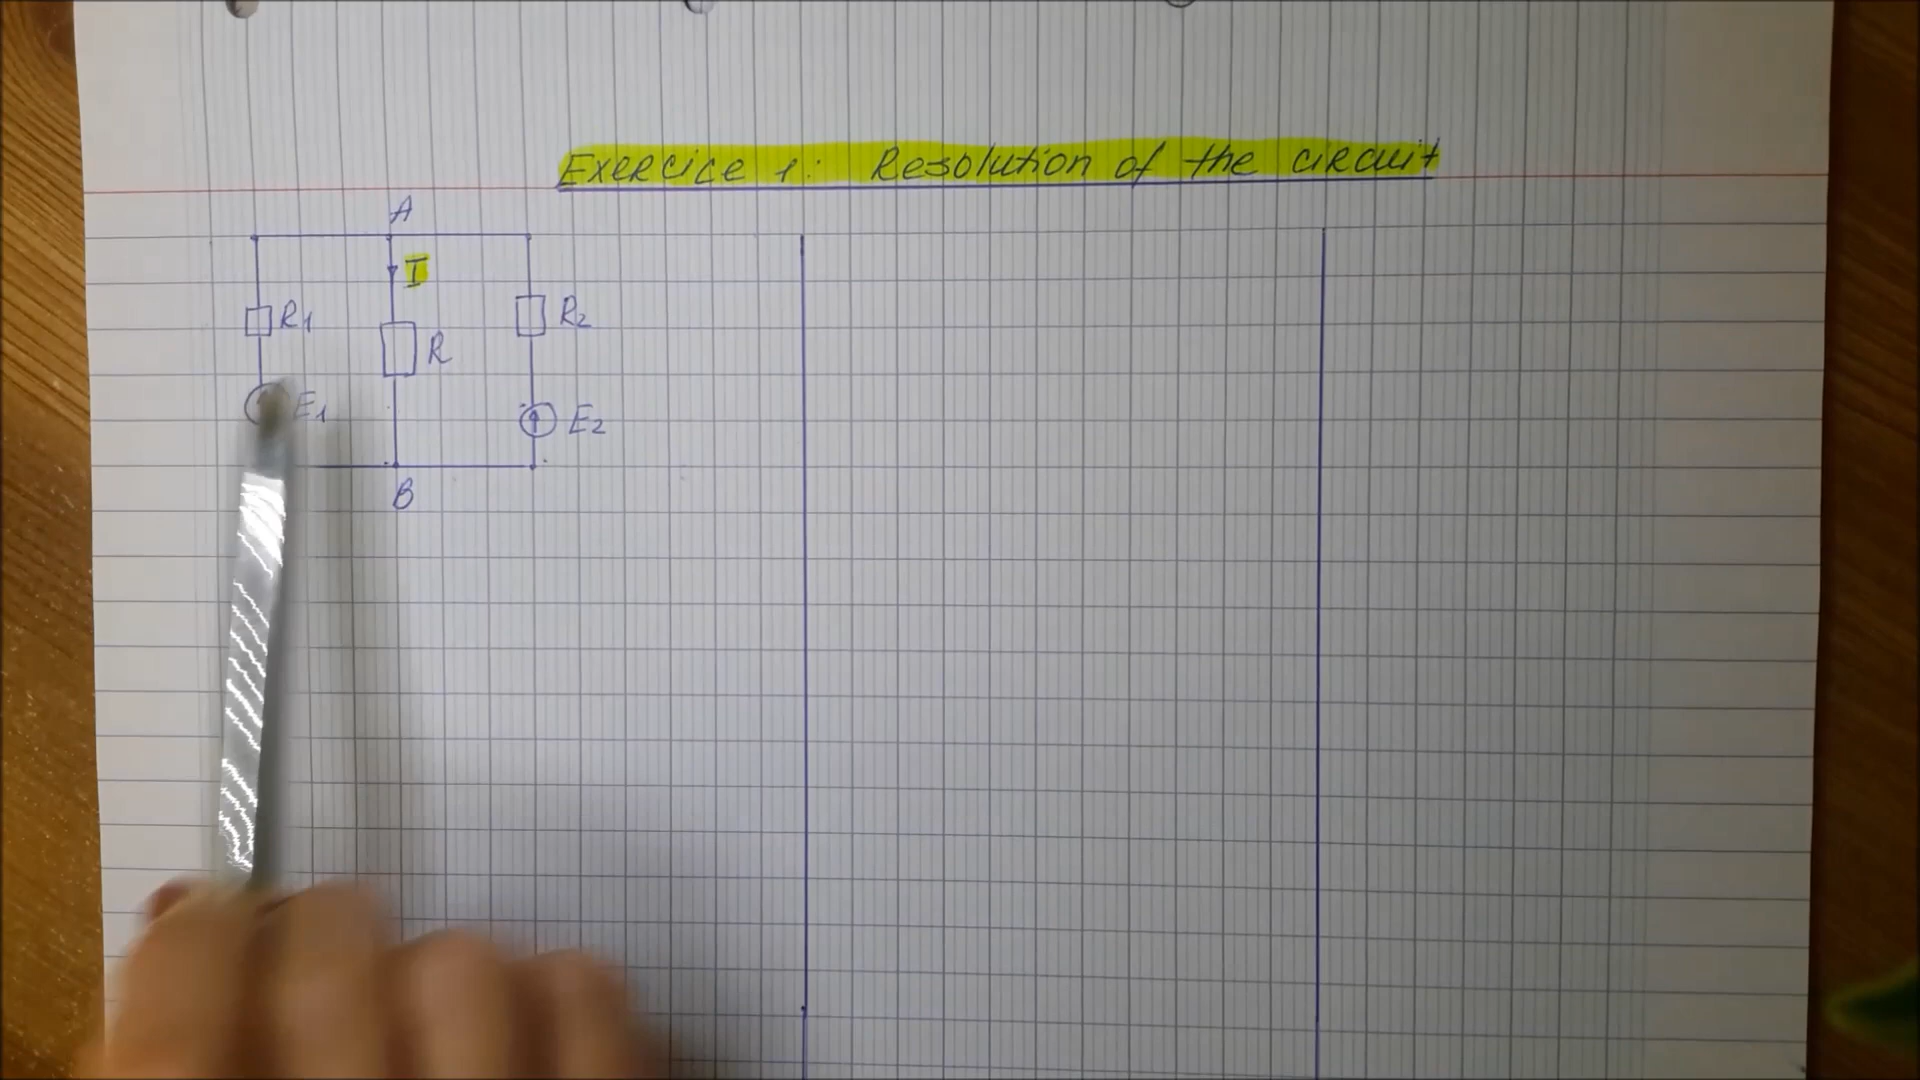 Exercice 1: Resolution of the circuit
A
I
R1
R
R2
E1
E2
B